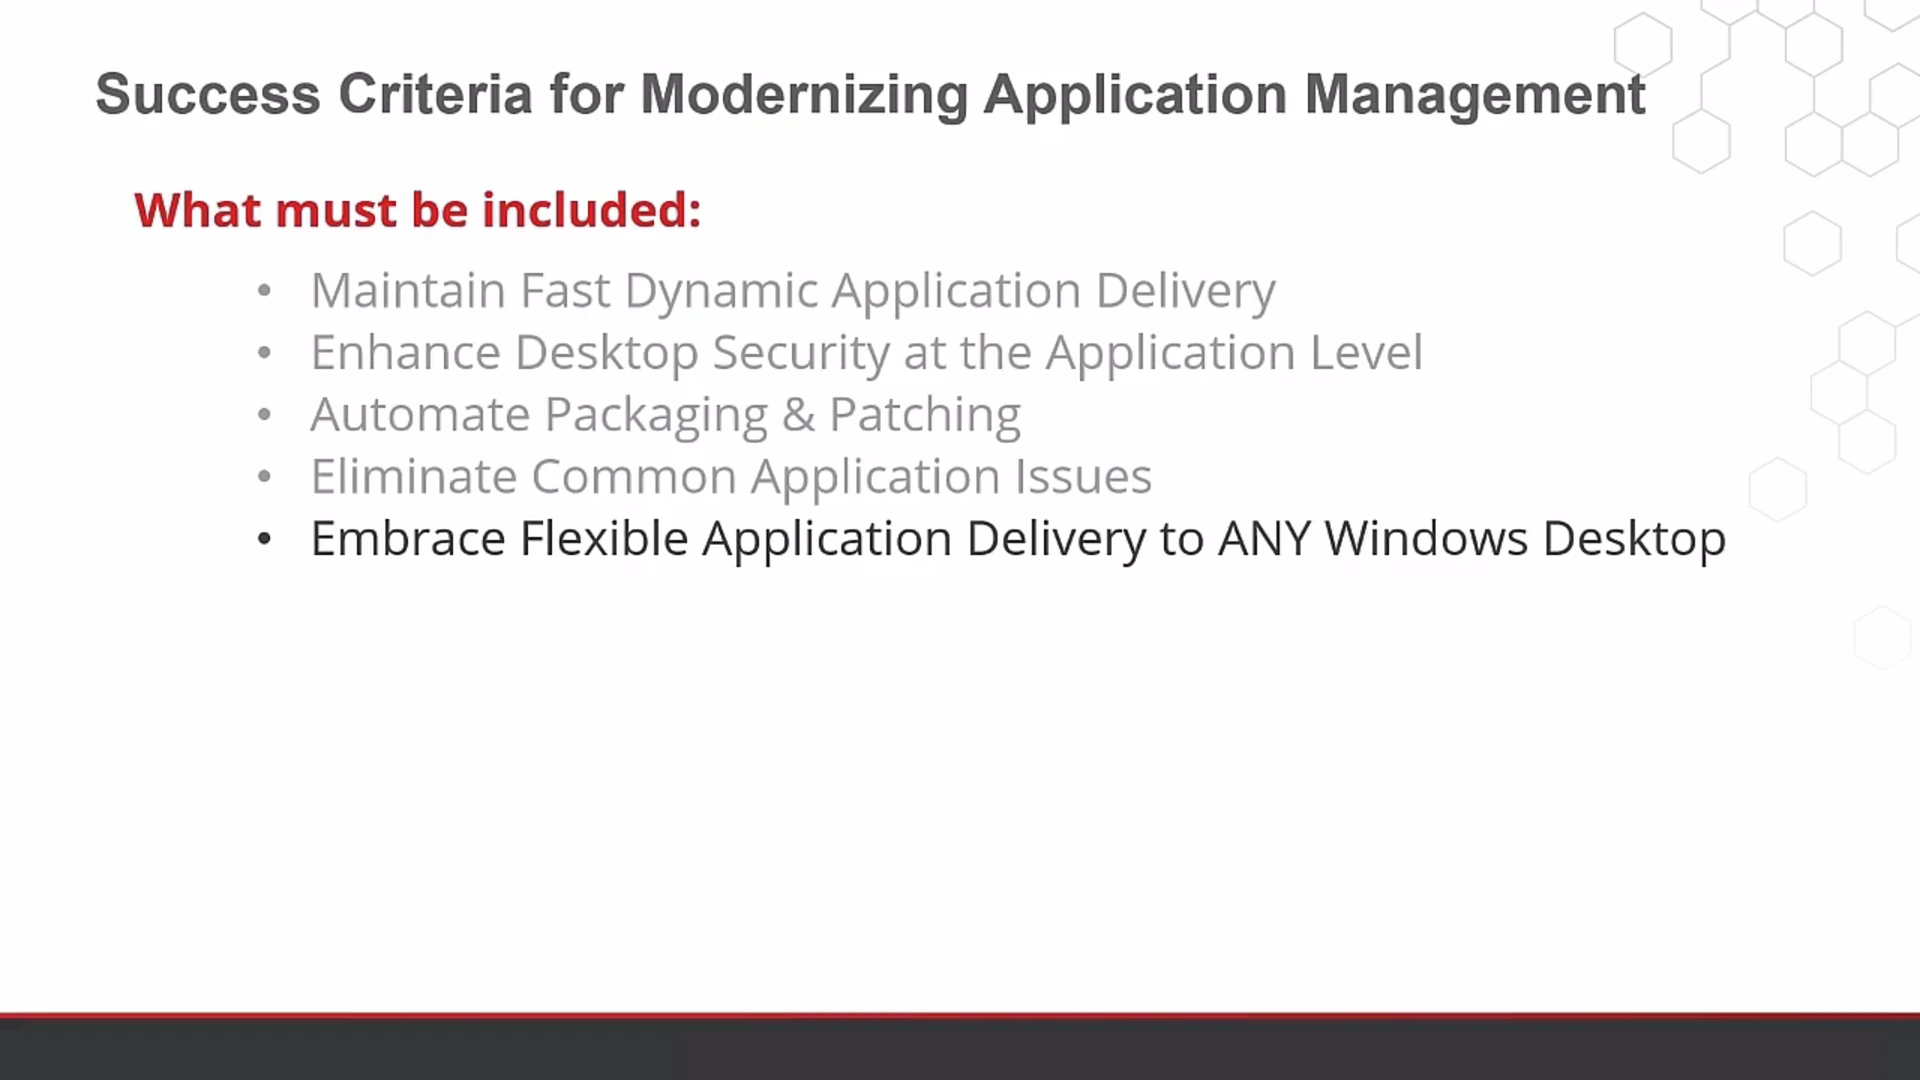 Success Criteria for Modernizing Application Management
What must be included:
• Maintain Fast Dynamic Application Delivery
• Enhance Desktop Security at the Application Level
• Automate Packaging & Patching
• Eliminate Common Application Issues
• Embrace Flexible Application Delivery to ANY Windows Desktop